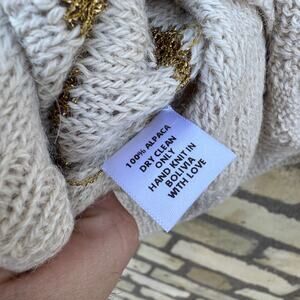 100% ALPACA
DRY CLEAN
ONLY
HAND KNIT IN
BOLIVIA
WITH LOVE